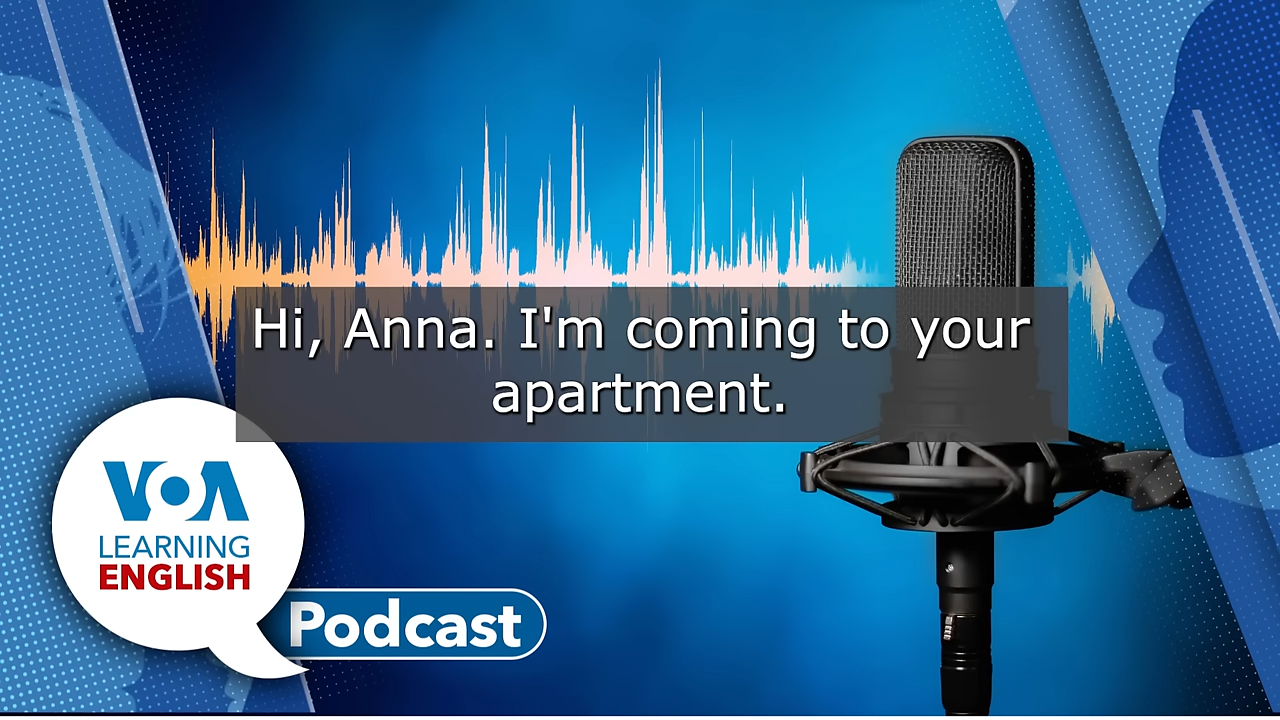 Hi, Anna. I'm coming to your
apartment.
VOA
LEARNING
ENGLISH
Podcast